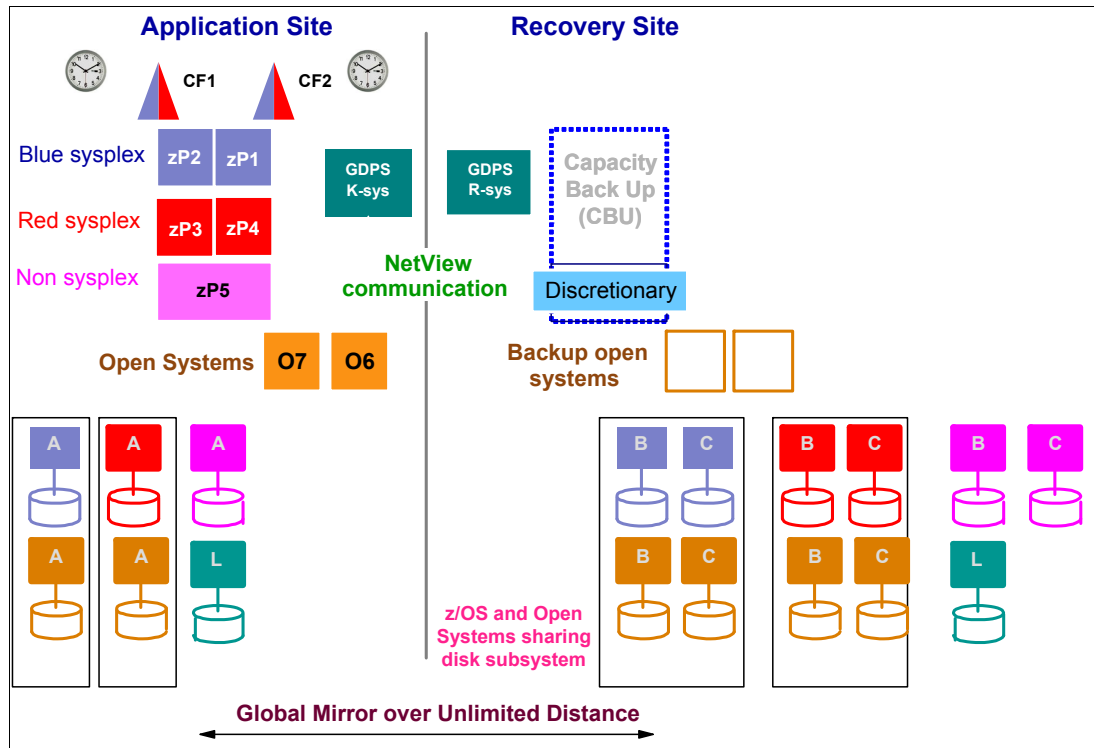 Application Site
Recovery Site
CF1
CF2
Blue sysplex
zP2
zP1
GDPS
K-sys
GDPS
R-sys
Capacity
Back Up
(CBU)
Red sysplex
zP3
zP4
Non sysplex
zP5
NetView
communication
Discretionary
Open Systems
O7
O6
Backup open
systems
A
A
A
B
C
B
C
B
C
A
A
L
B
C
B
C
L
z/OS and Open
Systems sharing
disk subsystem
Global Mirror over Unlimited Distance